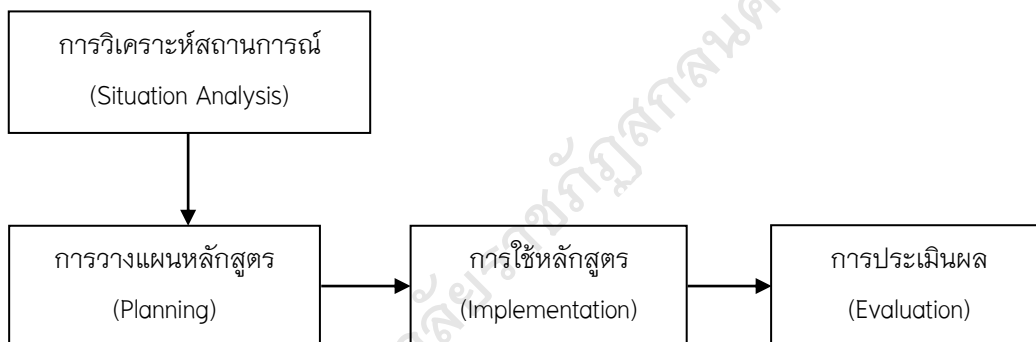 การวิเคราะห์สถานการณ์
(Situation Analysis)
การวางแผนหลักสูตร
(Planning)
การใช้หลักสูตร
(Implementation)
การประเมินผล
(Evaluation)